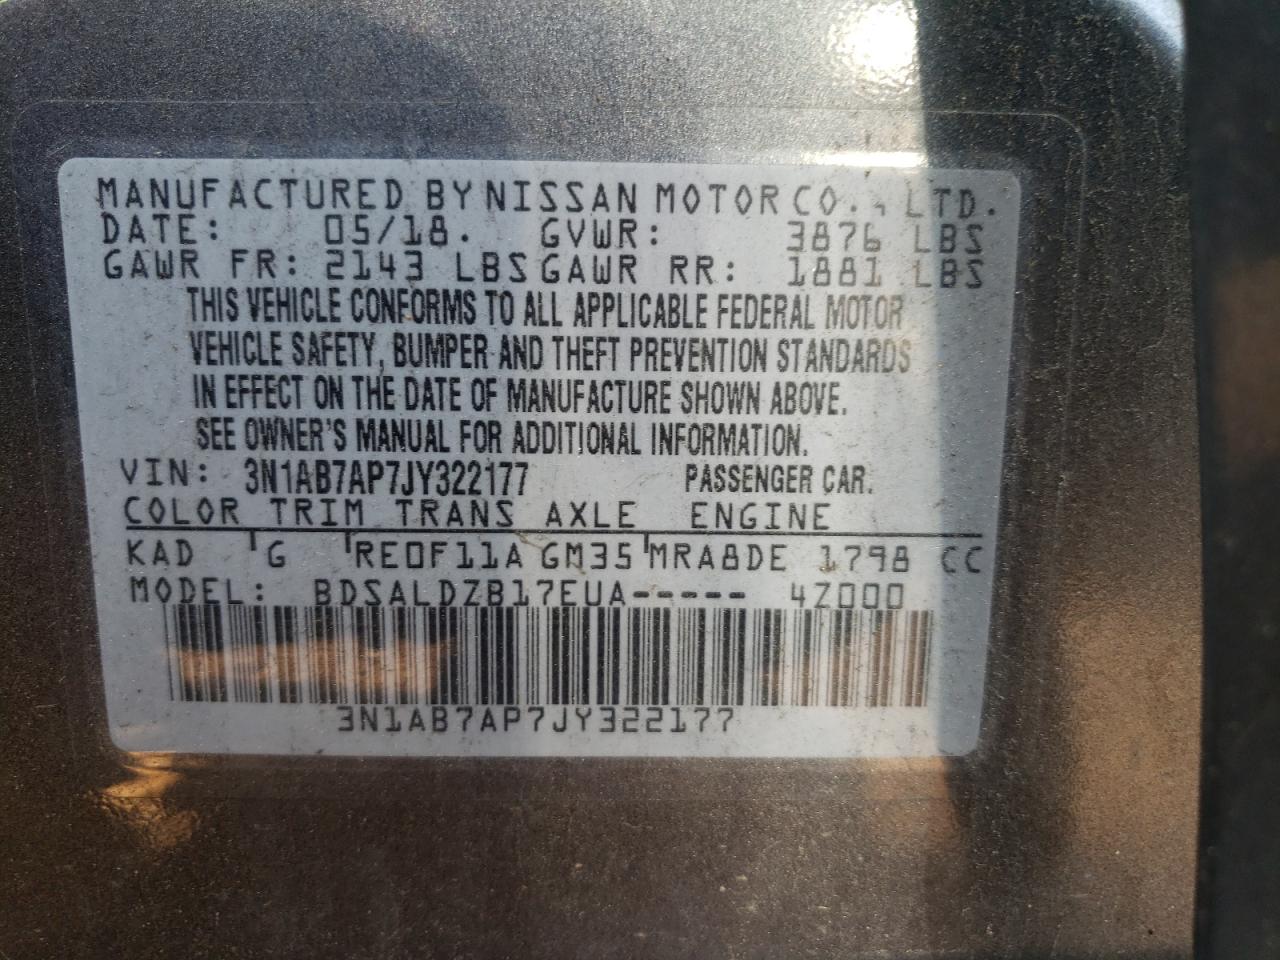 MANUFACTURED BY NISSAN MOTOR CO., LTD.
DATE: 05/18. GVWR: 3876 LBS
GAWR FR: 2143 LBS GAWR RR: 1881 LBS
THIS VEHICLE CONFORMS TO ALL APPLICABLE FEDERAL MOTOR
VEHICLE SAFETY, BUMPER AND THEFT PREVENTION STANDARDS
IN EFFECT ON THE DATE OF MANUFACTURE SHOWN ABOVE.
SEE OWNER'S MANUAL FOR ADDITIONAL INFORMATION.
VIN: 3N1AB7AP7JY322177 PASSENGER CAR.
COLOR TRIM TRANS AXLE ENGINE
KAD G RE0F11A GM35 MRA8DE 1798 CC
MODEL: BDSALDZB17EUA----- 4Z000
3N1AB7AP7JY322177